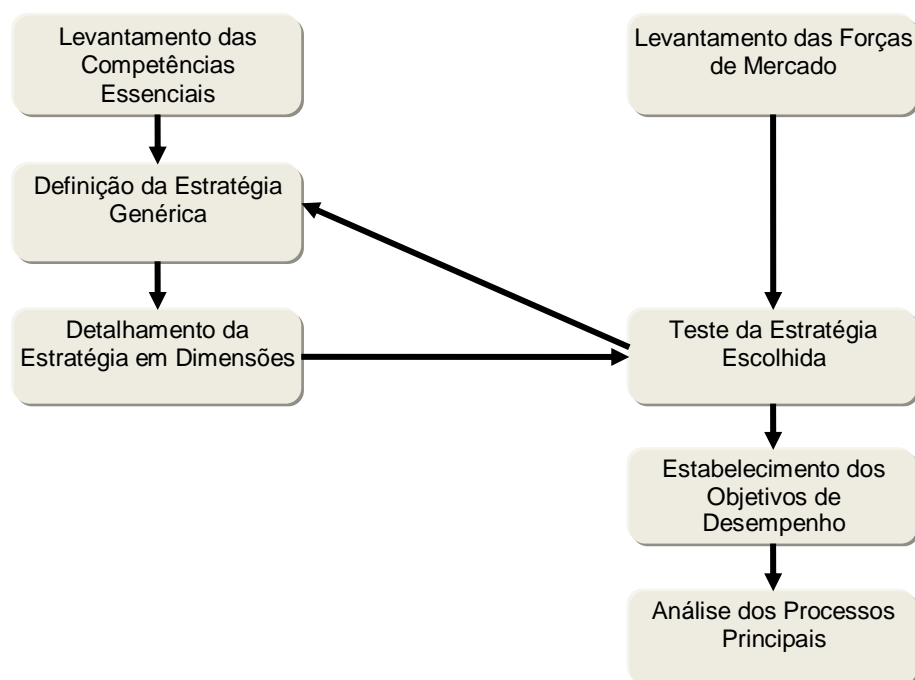 Levantamento das
Competências
Essenciais
Levantamento das Forças
de Mercado
Definição da Estratégia
Genérica
Detalhamento da
Estratégia em Dimensões
Teste da Estratégia
Escolhida
Estabelecimento dos
Objetivos de
Desempenho
Análise dos Processos
Principais